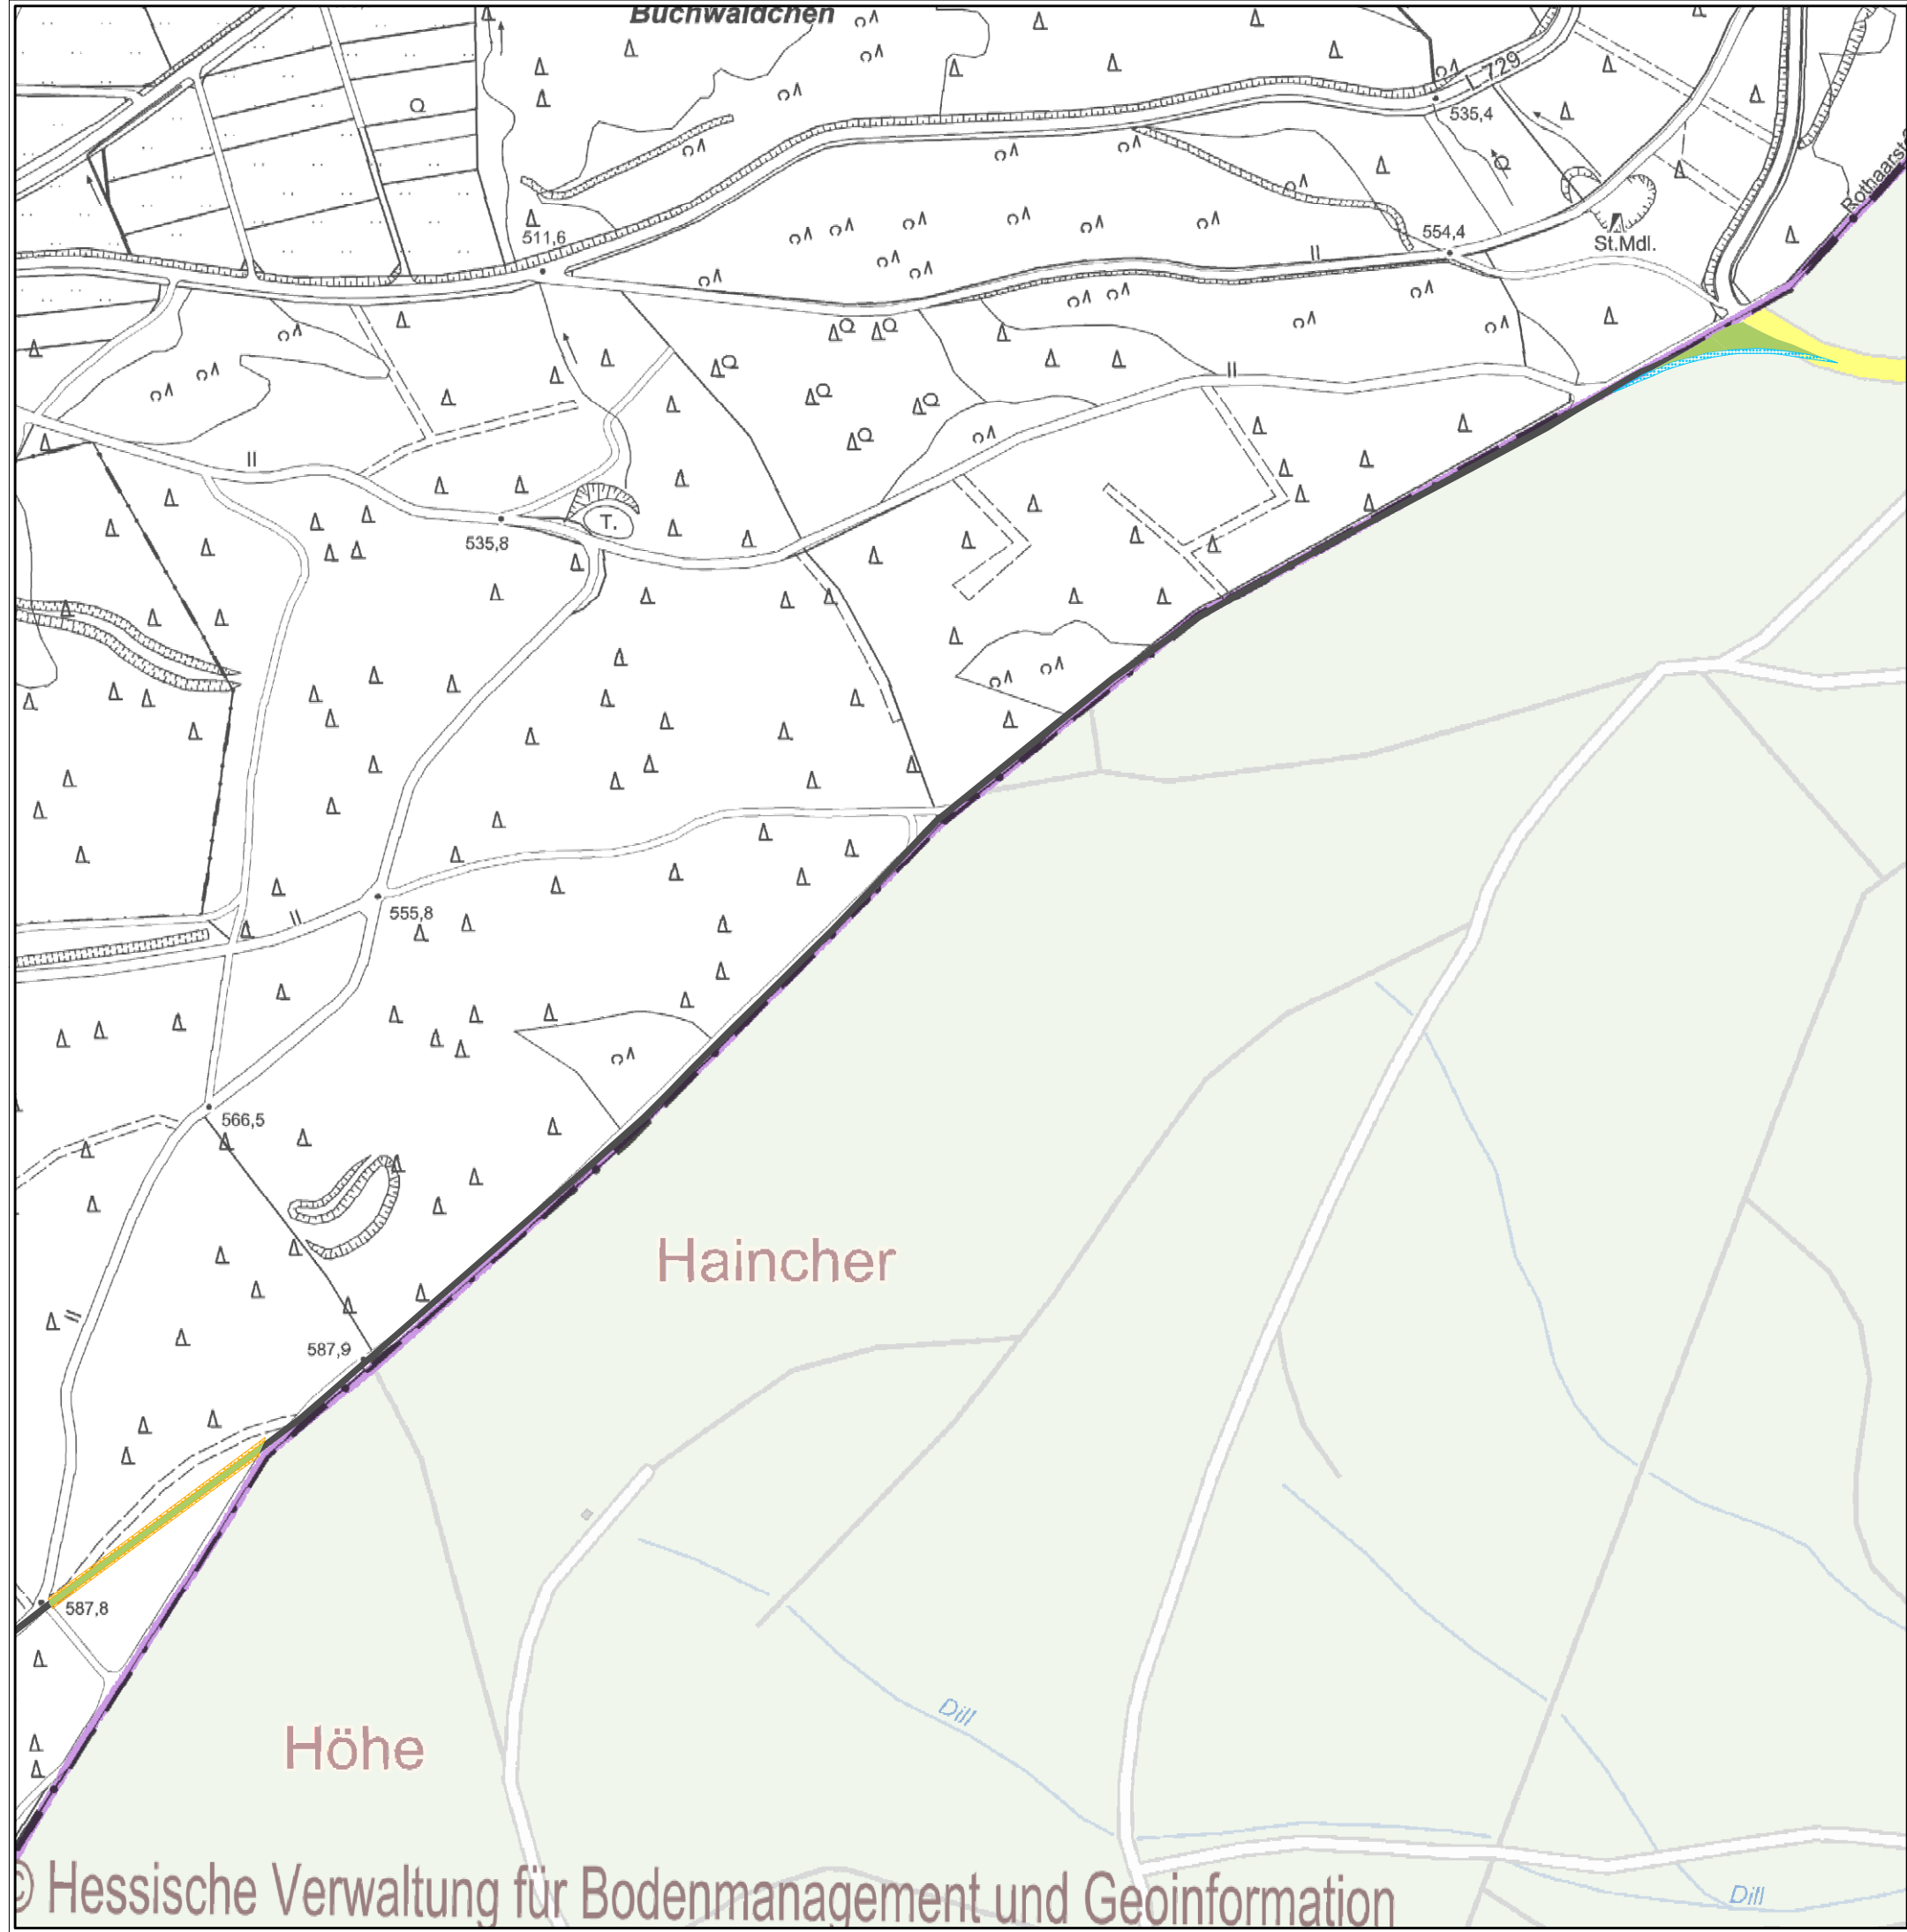 Buchwäldchen
L 729
535,4
Rothaarste
511,6
554,4
St.Mdl.
T.
535,8
555,8
566,5
Haincher
587,9
587,8
Dill
Höhe
© Hessische Verwaltung für Bodenmanagement und Geoinformation
Dill